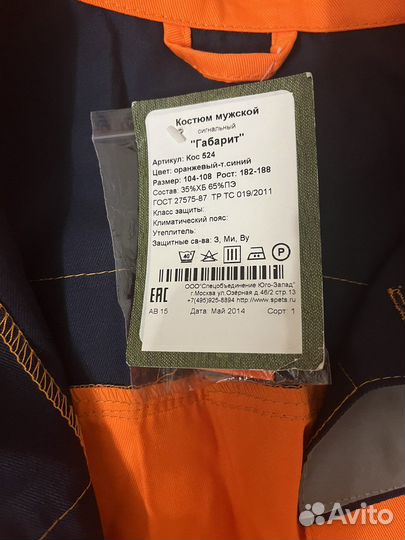 Костюм мужской
сигнальный
"Габарит"
Артикул: Кос 524
Цвет: оранжевый-т.синий
Размер: 104-108 Рост: 182-188
Состав: 35%ХБ 65%ПЭ
ГОСТ 27575-87 ТР ТС 019/2011
Класс защиты:
Климатический пояс:
Утеплитель:
Защитные св-ва: З, Ми, Ву
40 P
ООО"Спецобъединение Юго-Запад"
г.Москва ул.Озёрная д.46/2 стр.13
+7(495)925-8894 http://www.spets.ru
ЕАС
АВ 15 Дата Май 2014 Сорт 1
Avito